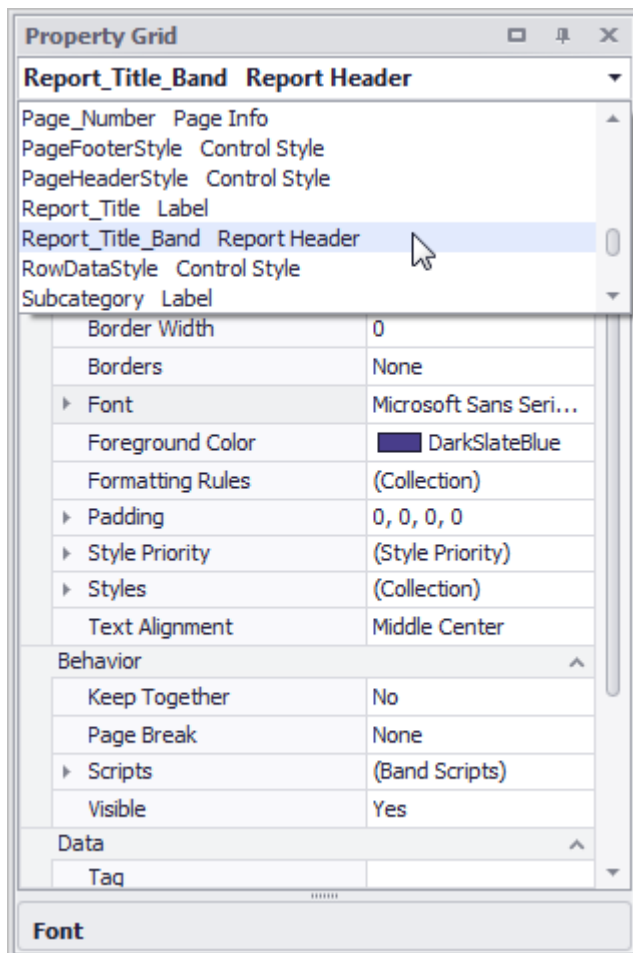 Property Grid
Report_Title_Band Report Header
Page_Number Page Info
PageFooterStyle Control Style
PageHeaderStyle Control Style
Report_Title Label
Report_Title_Band Report Header
RowDataStyle Control Style
Subcategory Label
Border Width 0
Borders None
Font Microsoft Sans Seri...
Foreground Color DarkSlateBlue
Formatting Rules (Collection)
Padding 0, 0, 0, 0
Style Priority (Style Priority)
Styles (Collection)
Text Alignment Middle Center
Behavior
Keep Together No
Page Break None
Scripts (Band Scripts)
Visible Yes
Data
Tag
Font